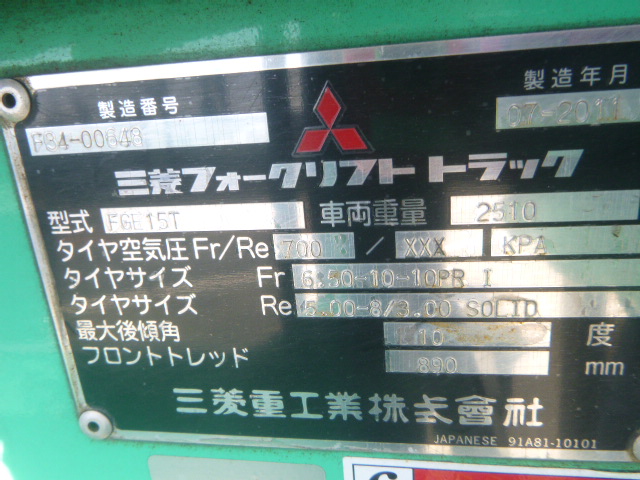 製造番号
製造年月
F34-00648
07-2011
三菱フォークリフトトラック
型式 FGE15T 車両重量 2510
タイヤ空気圧 Fr/Re 700 / XXX KPA
タイヤサイズ Fr 6.50-10-10PR I
タイヤサイズ Re 5.00-8/3.00 SOLID
最大後傾角 10 度
フロントトレッド 890 mm
三菱重工業株式會社
JAPANESE 91A81-10101